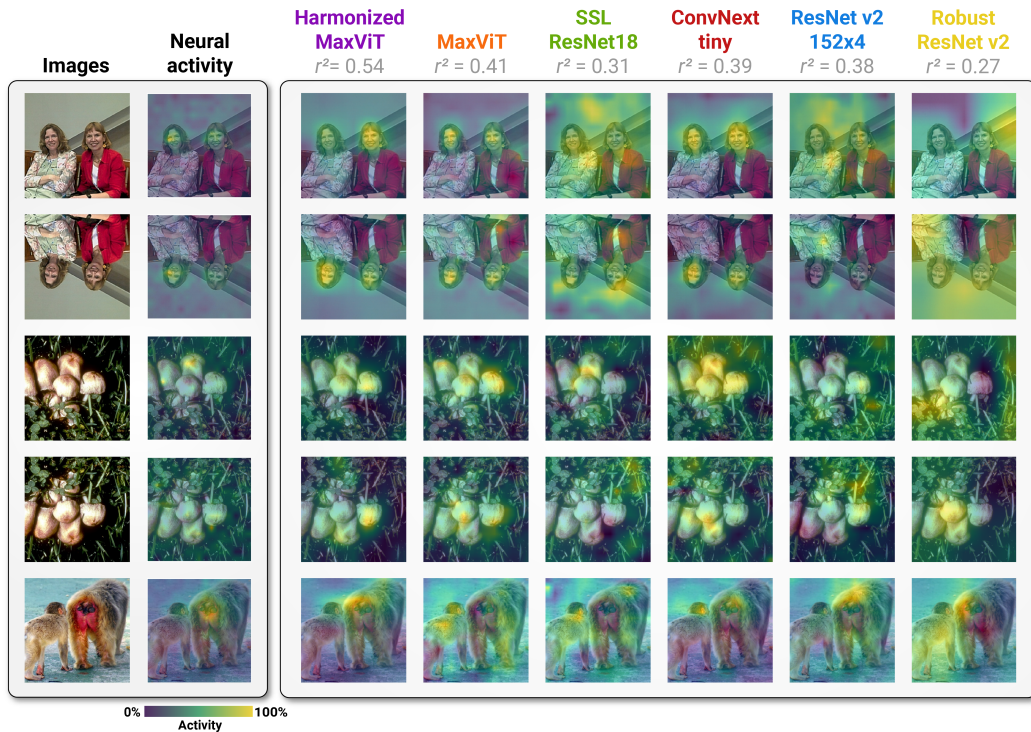 Images
Neural
activity
Harmonized
MaxViT
r²= 0.54
MaxViT
r² = 0.41
SSL
ResNet18
r² = 0.31
ConvNext
tiny
r² = 0.39
ResNet v2
152x4
r² = 0.38
Robust
ResNet v2
r² = 0.27
0%
100%
Activity